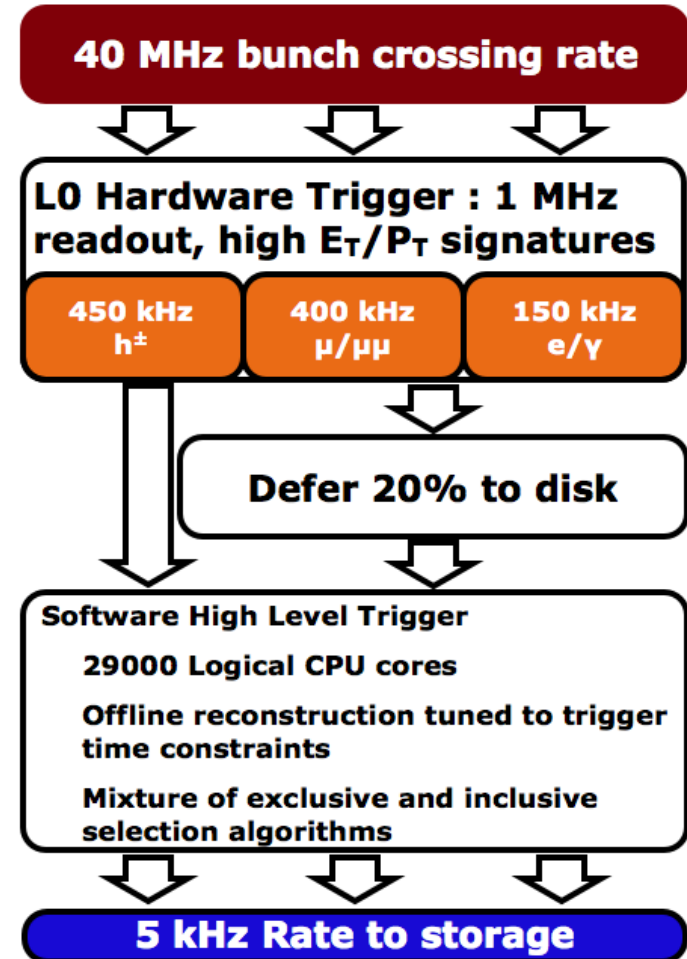 40 MHz bunch crossing rate
L0 Hardware Trigger : 1 MHz
readout, high E_T/P_T signatures
450 kHz
h±
400 kHz
μ/μμ
150 kHz
e/γ
Defer 20% to disk
Software High Level Trigger
29000 Logical CPU cores
Offline reconstruction tuned to trigger
time constraints
Mixture of exclusive and inclusive
selection algorithms
5 kHz Rate to storage